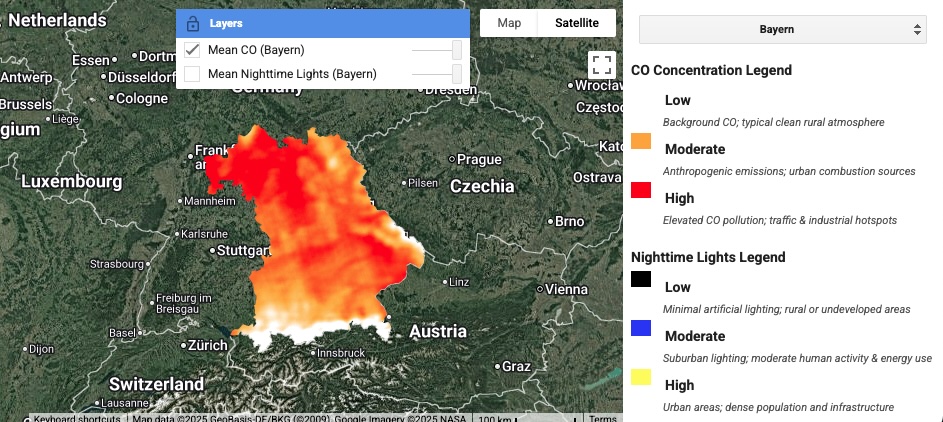 Netherlands
Layers
Mean CO (Bayern)
Mean Nighttime Lights (Bayern)
Map
Satellite
Essen
Dortm
Antwerp
Düsseldorf
Brussels
Cologne
Liège
gium
Germany
Dresden
Wrocław
Często
Luxembourg
Frankf
Prague
Kato
Pilsen
Czechia
Ostrava
Mannheim
Karlsruhe
Brno
Stuttgart
Strasbourg
Linz
Vienna
Freiburg im
Breisgau
Basel
Dijon
Zürich
Austria
Innsbruck
Graz
Switzerland
Lausanne
Keyboard shortcuts
Map data ©2025 GeoBasis-DE/BKG (©2009), Google Imagery ©2025 NASA
100 km
Terms
Bayern
CO Concentration Legend
Low
Background CO; typical clean rural atmosphere
Moderate
Anthropogenic emissions; urban combustion sources
High
Elevated CO pollution; traffic & industrial hotspots
Nighttime Lights Legend
Low
Minimal artificial lighting; rural or undeveloped areas
Moderate
Suburban lighting; moderate human activity & energy use
High
Urban areas; dense population and infrastructure